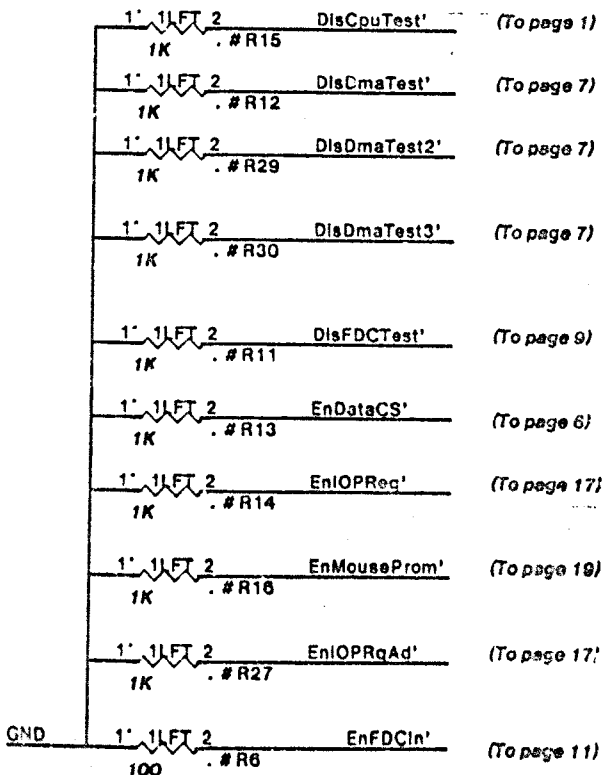 1' 1LFT 2 DisCpuTest' (To page 1)
1K . #R15
1' 1LFT 2 DisDmaTest' (To page 7)
1K . #R12
1' 1LFT 2 DisDmaTest2' (To page 7)
1K . #R29
1' 1LFT 2 DisDmaTest3' (To page 7)
1K . #R30
1' 1LFT 2 DisFDCTest' (To page 9)
1K . #R11
1' 1LFT 2 EnDataCS' (To page 6)
1K . #R13
1' 1LFT 2 EnIOPReq' (To page 17)
1K . #R14
1' 1LFT 2 EnMouseProm' (To page 19)
1K . #R16
1' 1LFT 2 EnIOPRqAd' (To page 17)
1K . #R27
GND 1' 1LFT 2 EnFDCIn' (To page 11)
100 . #R6